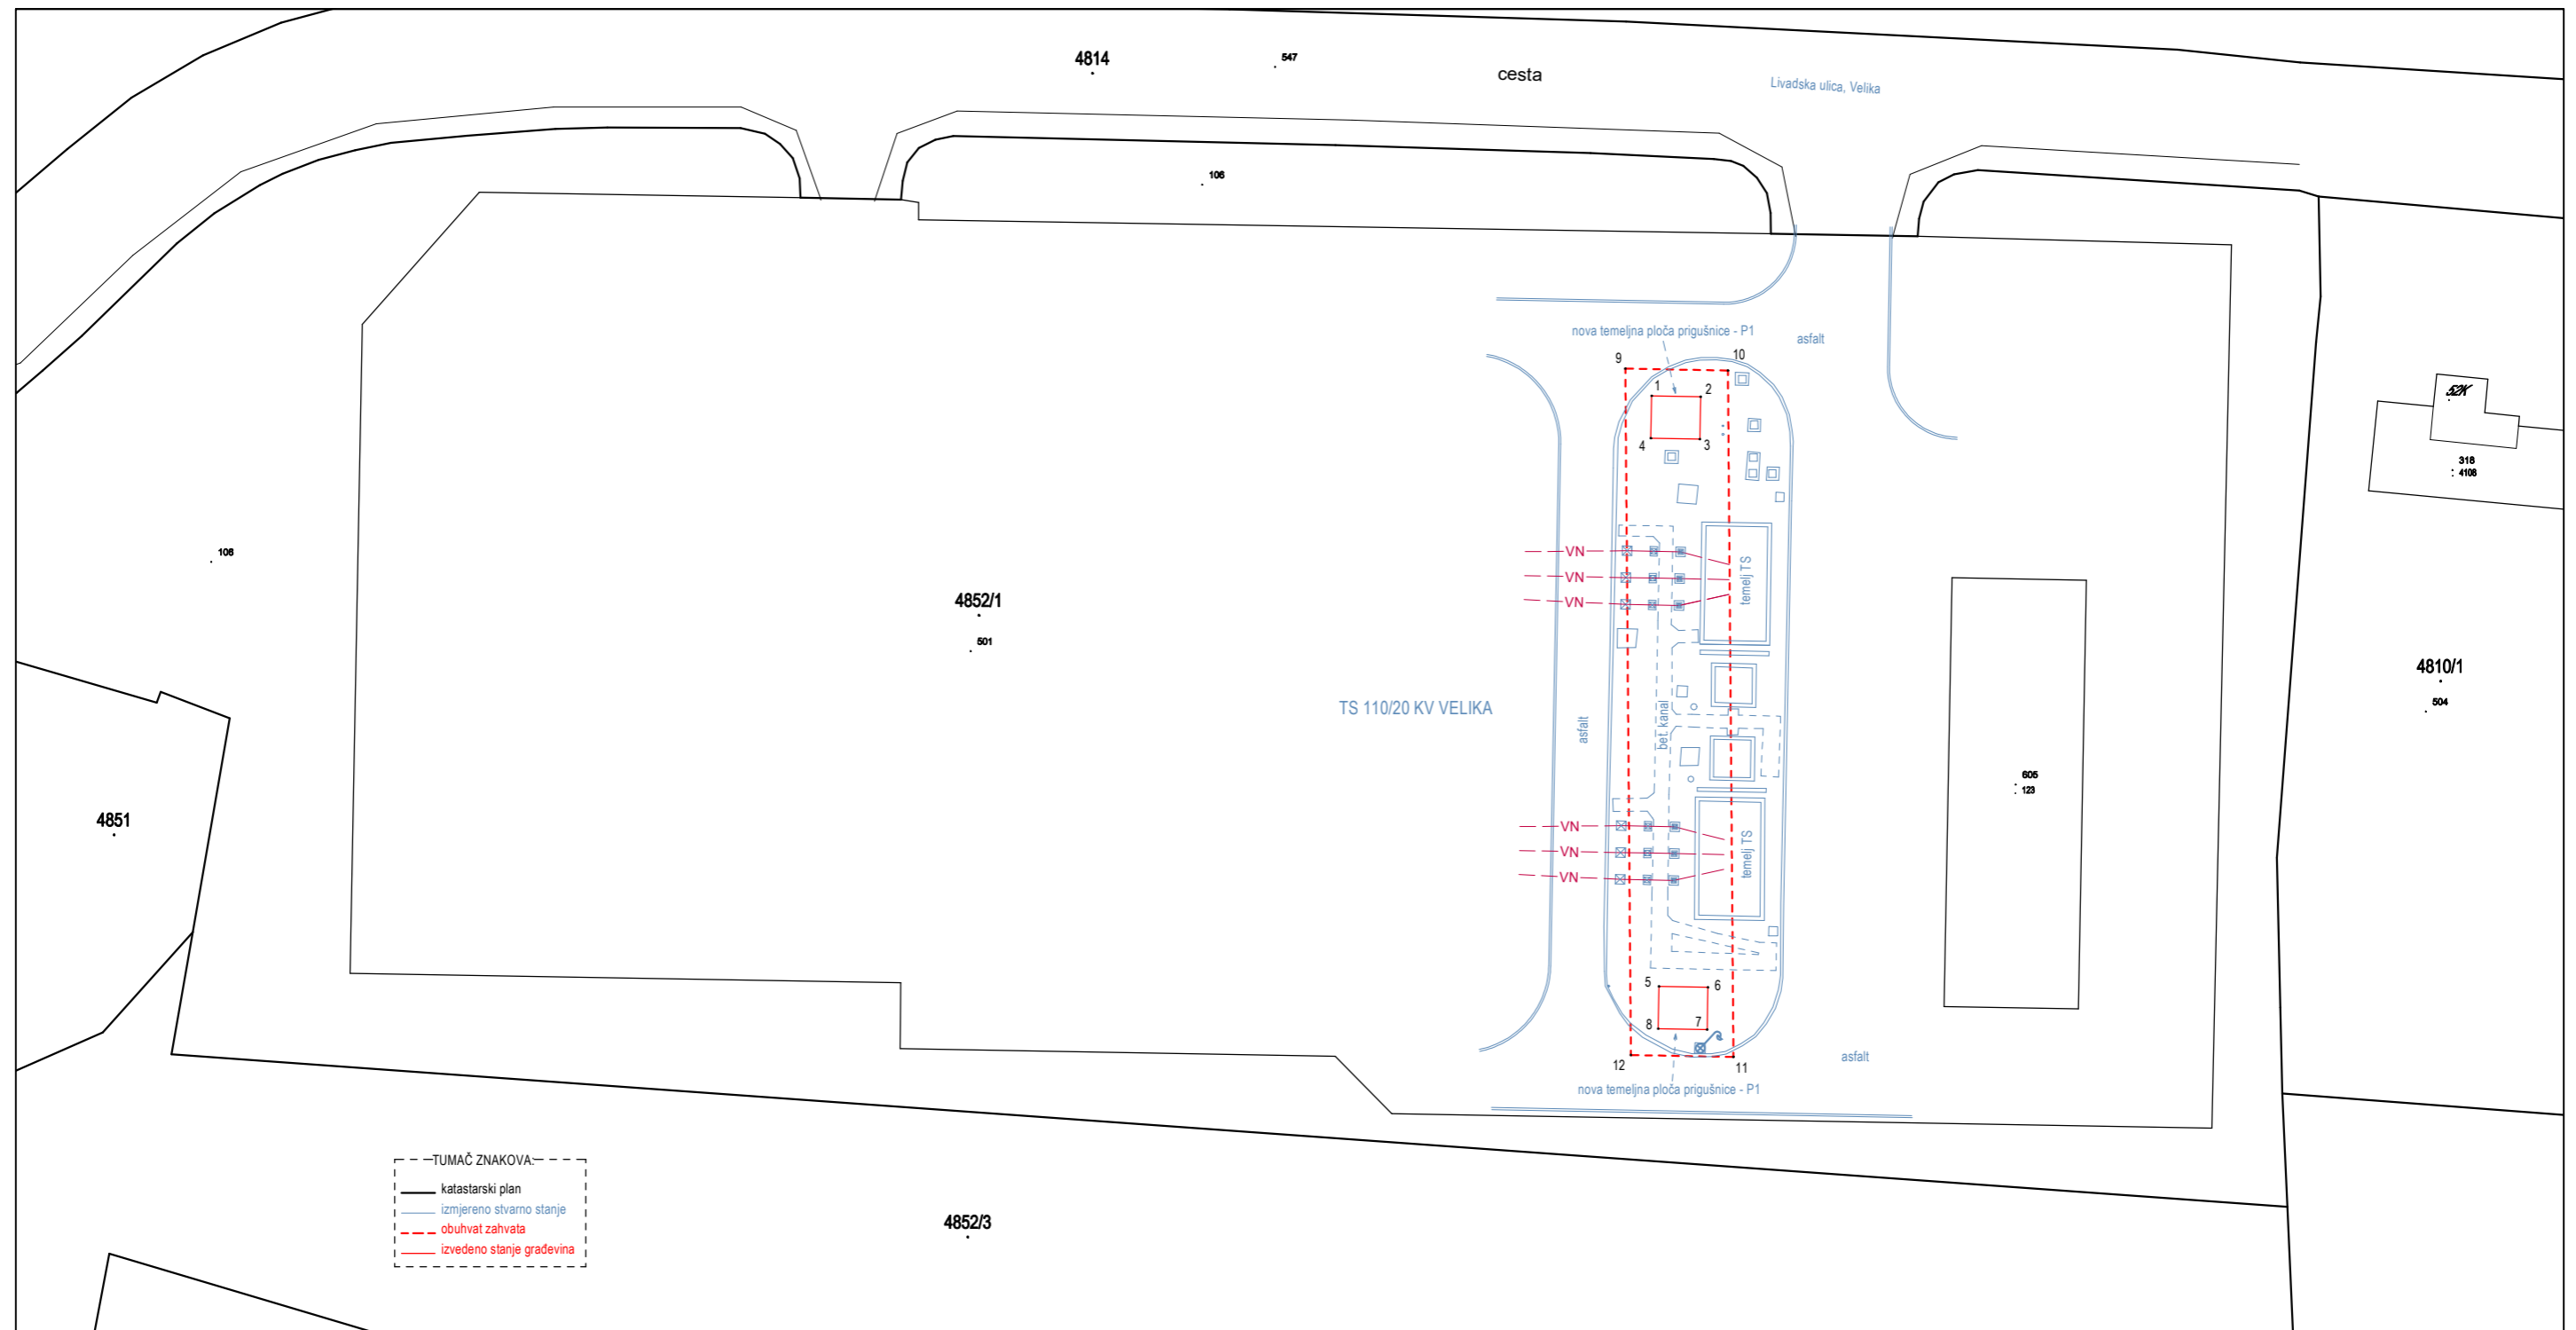 547
4814
cesta
Livadska ulica, Velika
106
nova temeljna ploča prigušnice - P1
asfalt
9
10
1
2
4
3
52K
318
4108
106
VN
VN
VN
temelj TS
4852/1
501
4810/1
504
TS 110/20 KV VELIKA
asfalt
bet. kanal
605
123
4851
VN
VN
VN
temelj TS
5
6
8
7
12
11
asfalt
nova temeljna ploča prigušnice - P1
TUMAČ ZNAKOVA:
katastarski plan
izmjereno stvarno stanje
obuhvat zahvata
izvedeno stanje građevina
4852/3